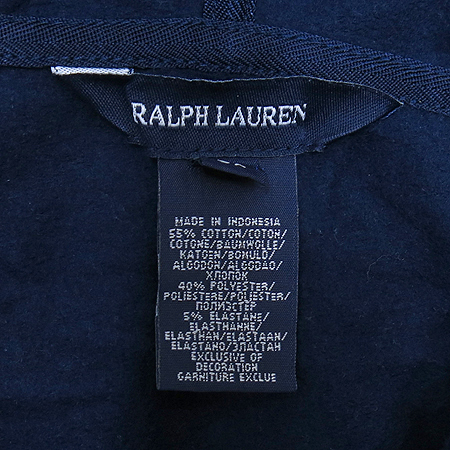 RALPH LAUREN
MADE IN INDONESIA
55% COTTON/COTON/
COTONE/BAUMWOLLE/
KATOEN/BOMULD/
ALGODON/ALGODAO/
ХЛОПОК
40% POLYESTER/
POLIESTERE/POLIESTER/
ПОЛИЭСТЕР
5% ELASTANE/
ELASTHANNE/
ELASTHAN/ELASTAAN/
ELASTANO/ЭЛАСТАН
EXCLUSIVE OF
DECORATION
GARNITURE EXCLUE